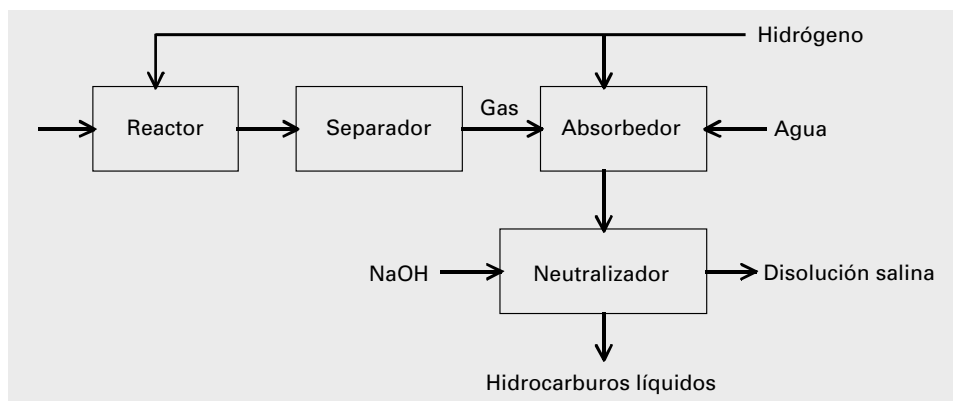 Hidrógeno
Gas
Reactor
Separador
Absorbedor
Agua
NaOH
Neutralizador
Disolución salina
Hidrocarburos líquidos